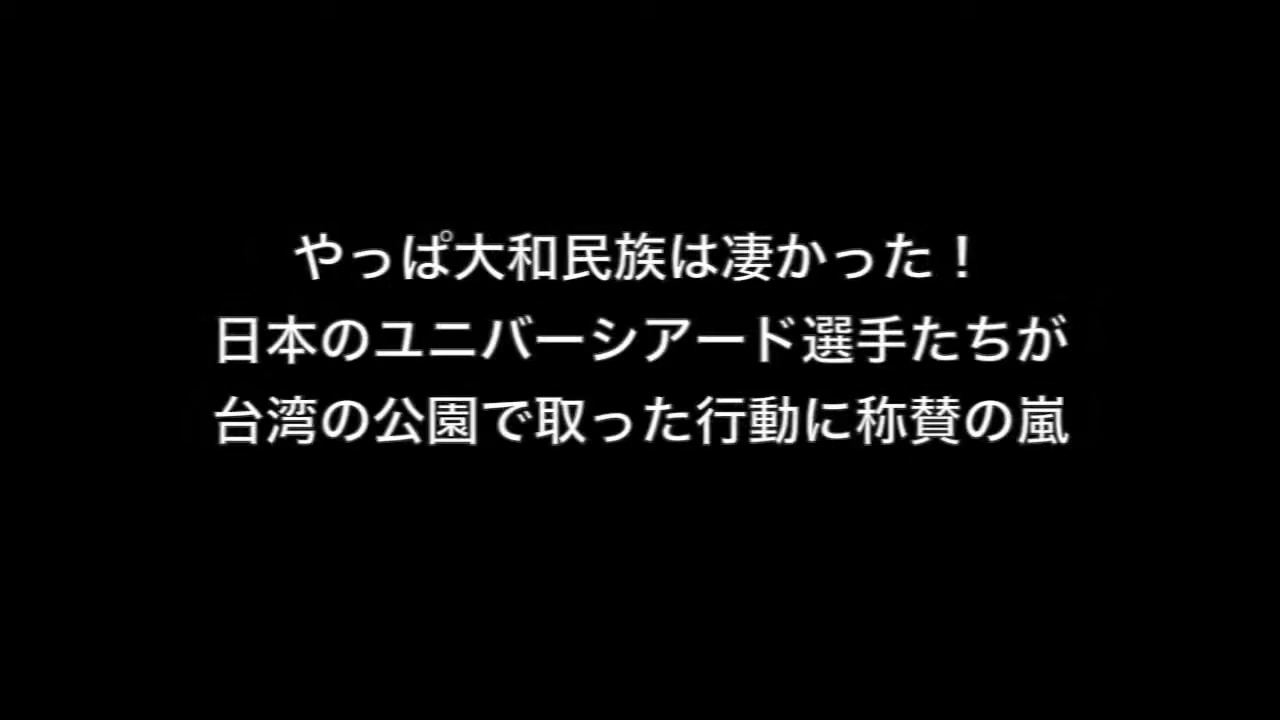 やっぱ大和民族は凄かった！
日本のユニバーシアード選手たちが
台湾の公園で取った行動に称賛の嵐